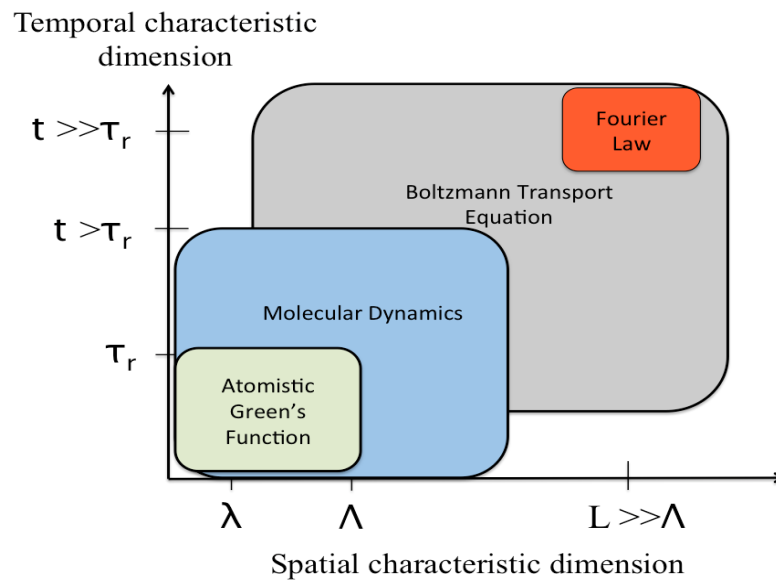 Temporal characteristic
dimension
t >>τr
t >τr
τr
Fourier
Law
Boltzmann Transport
Equation
Molecular Dynamics
Atomistic
Green's
Function
λ
Λ
L >>Λ
Spatial characteristic dimension